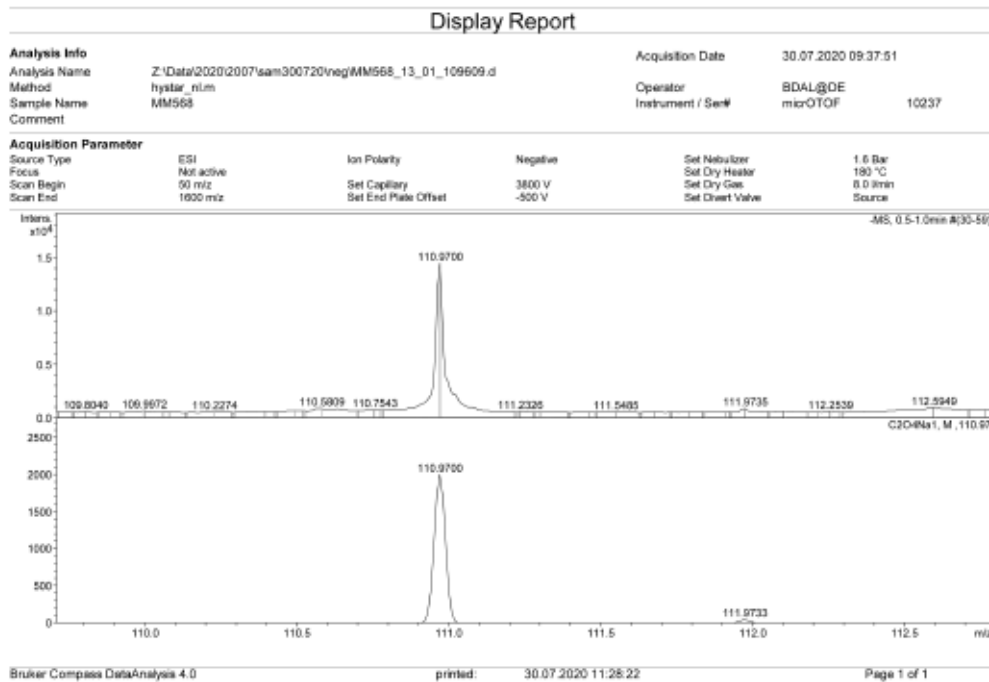 Display Report
Analysis Info Acquisition Date 30.07.2020 09:37:51
Analysis Name Z:\Data\2020\2007\sam300720\neg\MM568_13_01_109609.d
Method hystar_nl.m Operator BDAL@DE
Sample Name MM568 Instrument / Ser# micrOTOF 10237
Comment
Acquisition Parameter
Source Type ESI Ion Polarity Negative Set Nebulizer 1.6 Bar
Focus Not active Set Dry Heater 180 °C
Scan Begin 50 m/z Set Capillary 3800 V Set Dry Gas 8.0 l/min
Scan End 1600 m/z Set End Plate Offset -500 V Set Divert Valve Source
Intens. -MS, 0.5-1.0min #(30-59)
x10⁴
110.9700
1.5
1.0
0.5
109.8040 109.9972 110.2274 110.5809 110.7543 111.2326 111.5485 111.9735 112.2539 112.5949
0.0
C2O4Na1, M ,110.97
2500
110.9700
2000
1500
1000
500
111.9733
0
110.0 110.5 111.0 111.5 112.0 112.5 m/z
Bruker Compass DataAnalysis 4.0 printed: 30.07.2020 11:28:22 Page 1 of 1